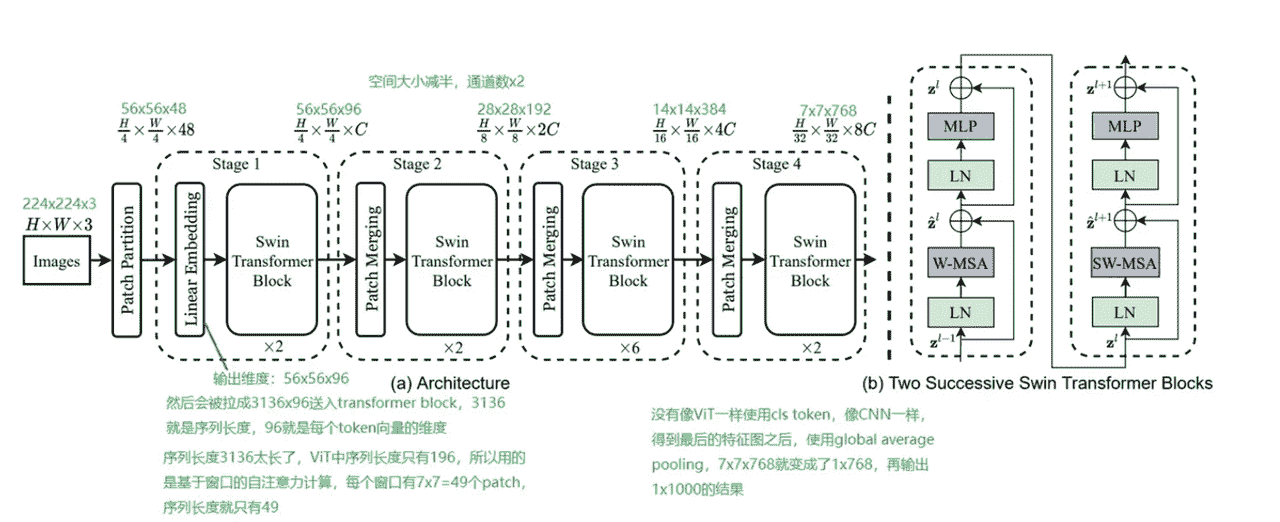 空间大小减半，通道数x2
56x56x48
56x56x96
28x28x192
14x14x384
7x7x768
H/4 × W/4 × 48
H/4 × W/4 × C
H/8 × W/8 × 2C
H/16 × W/16 × 4C
H/32 × W/32 × 8C
Stage 1
Stage 2
Stage 3
Stage 4
224x224x3
H×W×3
Images
Patch Partition
Linear Embedding
Swin
Transformer
Block
×2
Patch Merging
Swin
Transformer
Block
×2
Patch Merging
Swin
Transformer
Block
×6
Patch Merging
Swin
Transformer
Block
×2
输出维度：56x56x96
(a) Architecture
然后会被拉成3136x96送入transformer block，3136
就是序列长度，96就是每个token向量的维度
序列长度3136太长了，ViT中序列长度只有196，所以用的
是基于窗口的自注意力计算，每个窗口有7x7=49个patch，
序列长度就只有49
没有像ViT一样使用cls token，像CNN一样，
得到最后的特征图之后，使用global average
pooling，7x7x768就变成了1x768，再输出
1x1000的结果
z^l
MLP
LN
ẑ^l
W-MSA
LN
z^{l-1}
z^{l+1}
MLP
LN
ẑ^{l+1}
SW-MSA
LN
z^l
(b) Two Successive Swin Transformer Blocks